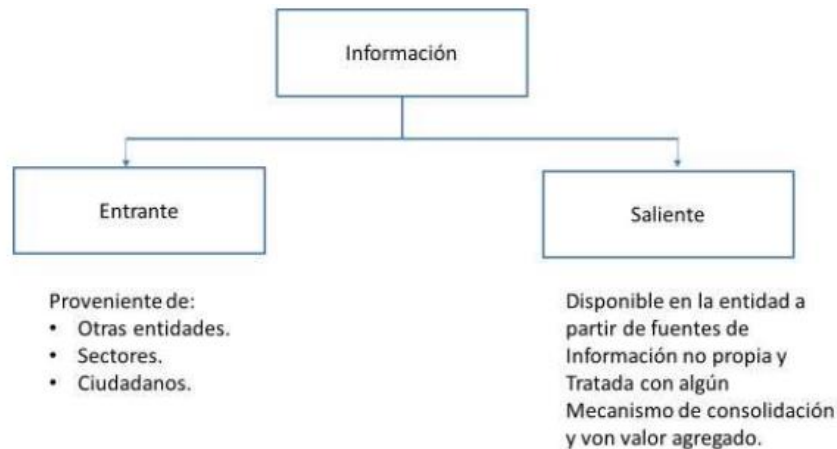 Información
Entrante
Saliente
Proveniente de:
• Otras entidades.
• Sectores.
• Ciudadanos.
Disponible en la entidad a
partir de fuentes de
Información no propia y
Tratada con algún
Mecanismo de consolidación
y von valor agregado.